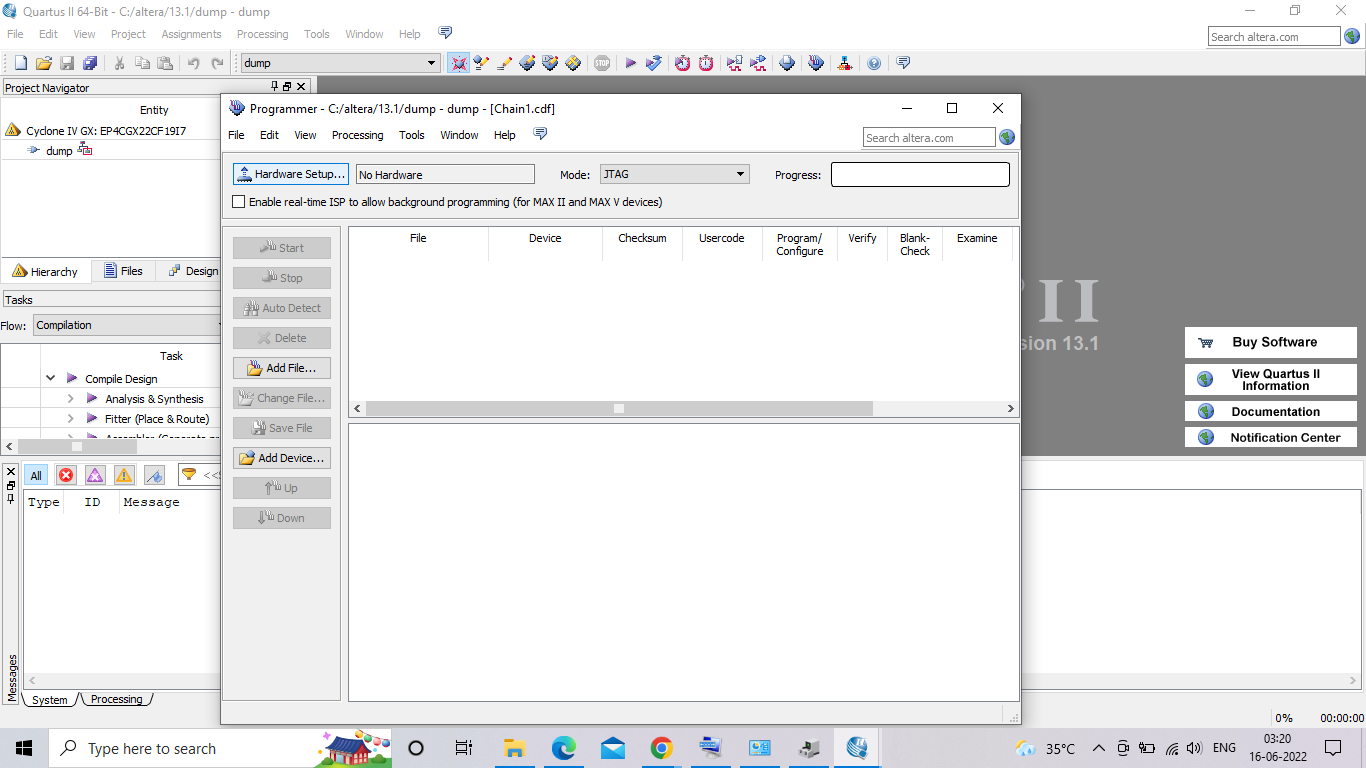 Quartus II 64-Bit - C:/altera/13.1/dump - dump
File Edit View Project Assignments Processing Tools Window Help
Search altera.com
dump
Project Navigator
Entity
Cyclone IV GX: EP4CGX22CF19I7
dump
Hierarchy Files Design
Tasks
Flow: Compilation
Task
Compile Design
Analysis & Synthesis
Fitter (Place & Route)
Programmer - C:/altera/13.1/dump - dump - [Chain1.cdf]
File Edit View Processing Tools Window Help
Search altera.com
Hardware Setup... No Hardware Mode: JTAG Progress:
Enable real-time ISP to allow background programming (for MAX II and MAX V devices)
Start
Stop
Auto Detect
Delete
Add File...
Change File...
Save File
Add Device...
Up
Down
File Device Checksum Usercode Program/ Verify Blank- Examine
Configure Check
II
sion 13.1
Buy Software
View Quartus II
Information
Documentation
Notification Center
All <<
Type ID Message
Messages
System Processing
0% 00:00:00
Type here to search
35°C ENG
03:20
16-06-2022